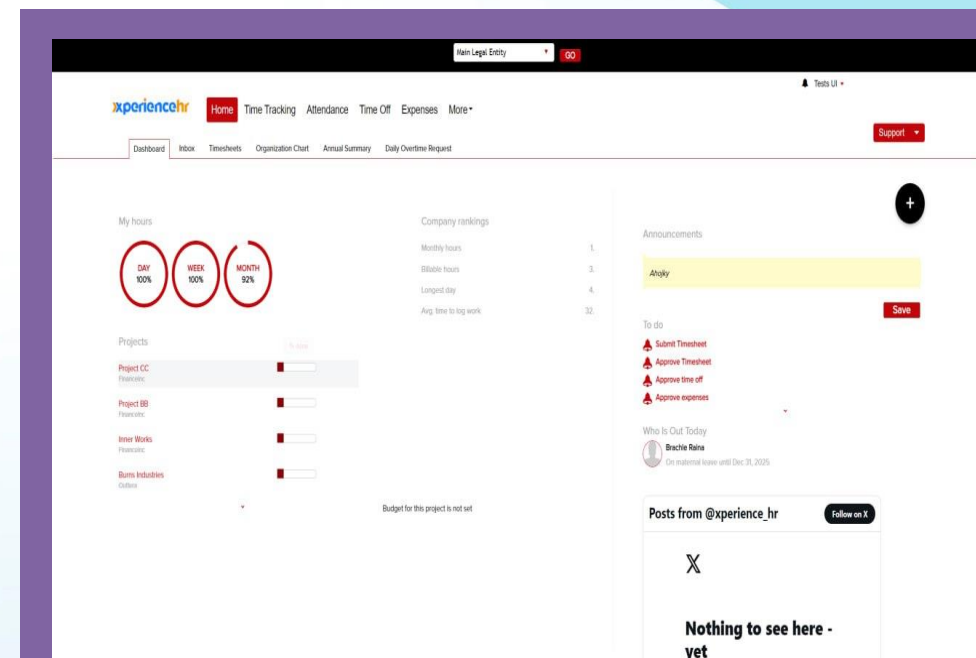 Main Legal Entity GO
Tests UI
xperiencehr Home Time Tracking Attendance Time Off Expenses More
Support
Dashboard Inbox Timesheets Organization Chart Annual Summary Daily Overtime Request
+
My hours
DAY
100%
WEEK
100%
MONTH
92%
Company rankings
Monthly hours 1.
Billable hours 3.
Longest day 4.
Avg. time to log work 32.
Projects
Project CC
FinanceInc
Project BB
FinanceInc
Inner Works
FinanceInc
Burns Industries
Budget for this project is not set
Announcements
Ahojky
Save
To do
Submit Timesheet
Approve Timesheet
Approve time off
Approve expenses
Who Is Out Today
Brachie Raina
On maternal leave until Dec 31, 2025
Posts from @xperience_hr Follow on X
X
Nothing to see here -
yet